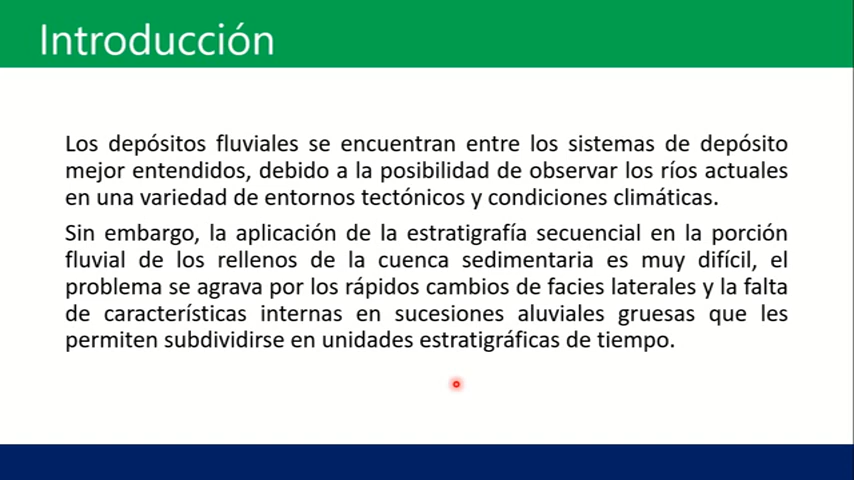 Introducción
Los depósitos fluviales se encuentran entre los sistemas de depósito
mejor entendidos, debido a la posibilidad de observar los ríos actuales
en una variedad de entornos tectónicos y condiciones climáticas.
Sin embargo, la aplicación de la estratigrafía secuencial en la porción
fluvial de los rellenos de la cuenca sedimentaria es muy difícil, el
problema se agrava por los rápidos cambios de facies laterales y la falta
de características internas en sucesiones aluviales gruesas que les
permiten subdividirse en unidades estratigráficas de tiempo.